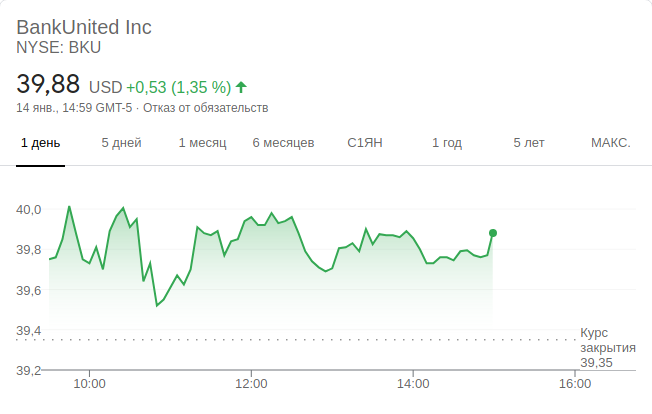 BankUnited Inc
NYSE: BKU
39,88 USD +0,53 (1,35 %)
14 янв., 14:59 GMT-5 · Отказ от обязательств
1 день 5 дней 1 месяц 6 месяцев С1ЯН 1 год 5 лет МАКС.
40,0
39,8
39,6
39,4
39,2
Курс
закрытия
39,35
10:00 12:00 14:00 16:00